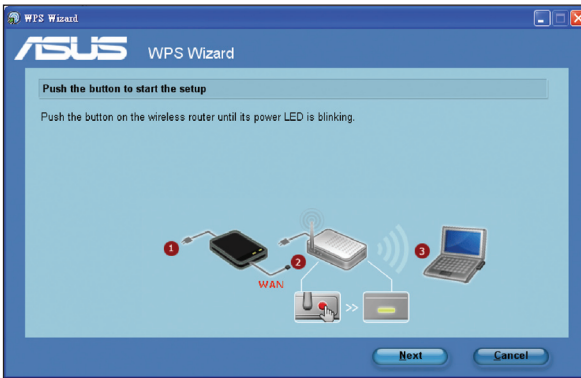 WPS Wizard
ASUS WPS Wizard
Push the button to start the setup
Push the button on the wireless router until its power LED is blinking.
1
2
3
WAN
>>
Next
Cancel